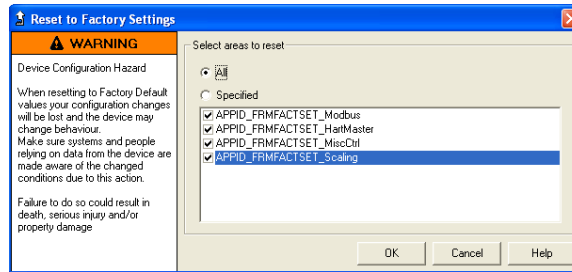 Reset to Factory Settings
WARNING
Device Configuration Hazard
When resetting to Factory Default
values your configuration changes
will be lost and the device may
change behaviour.
Make sure systems and people
relying on data from the device are
made aware of the changed
conditions due to this action.
Failure to do so could result in
death, serious injury and/or
property damage
Select areas to reset
All
Specified
APPID_FRMFACTSET_Modbus
APPID_FRMFACTSET_HartMaster
APPID_FRMFACTSET_MiscCtrl
APPID_FRMFACTSET_Scaling
OK
Cancel
Help